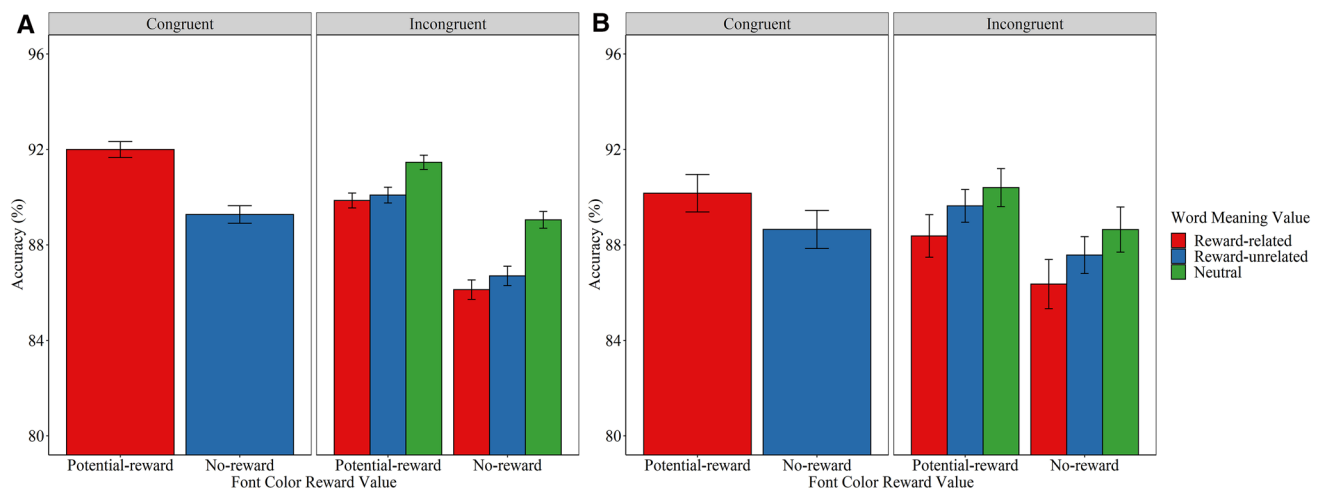 A
Congruent
Incongruent
96
92
88
84
80
Accuracy (%)
Potential-reward
No-reward
Potential-reward
No-reward
Font Color Reward Value
B
Congruent
Incongruent
96
92
88
84
80
Accuracy (%)
Potential-reward
No-reward
Potential-reward
No-reward
Font Color Reward Value
Word Meaning Value
Reward-related
Reward-unrelated
Neutral